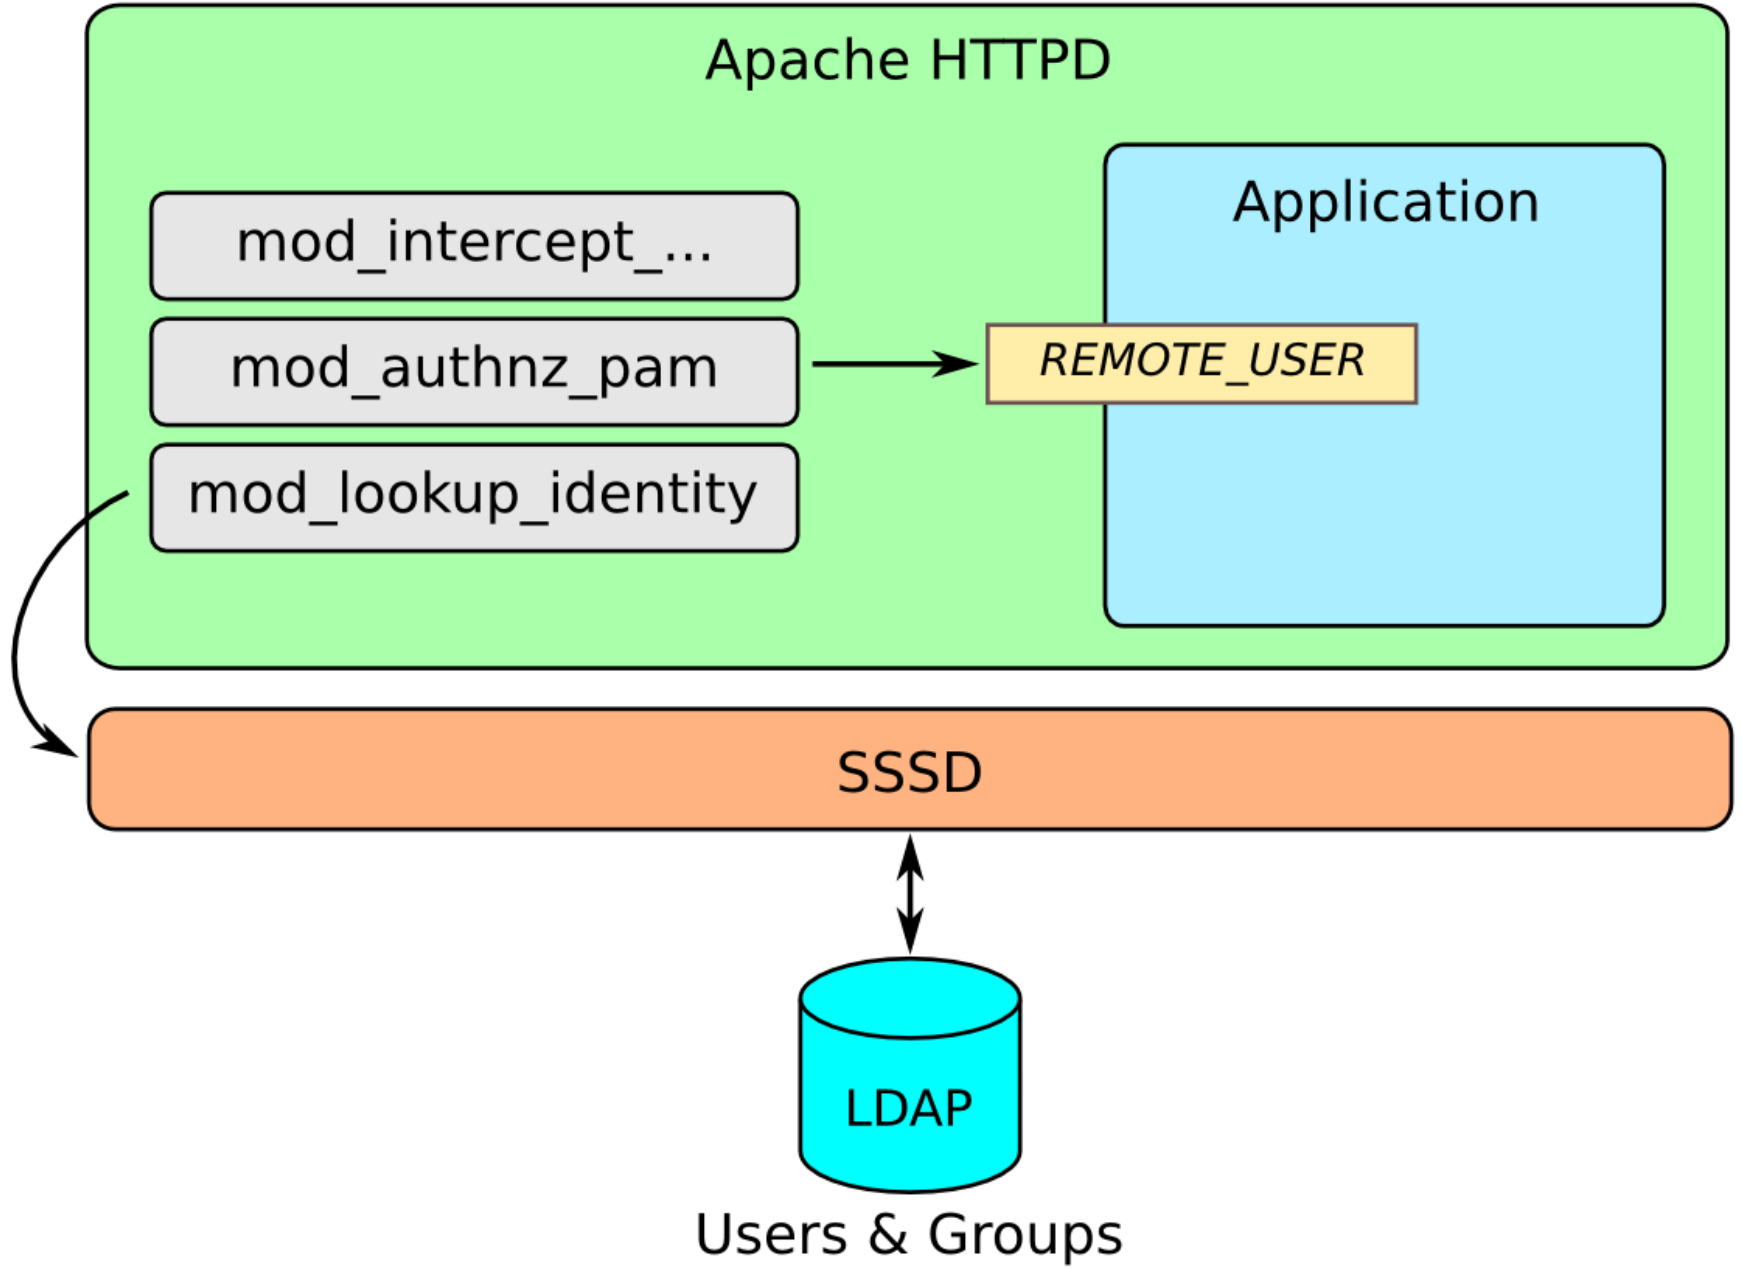 Apache HTTPD
Application
mod_intercept_...
mod_authnz_pam
REMOTE_USER
mod_lookup_identity
SSSD
LDAP
Users & Groups